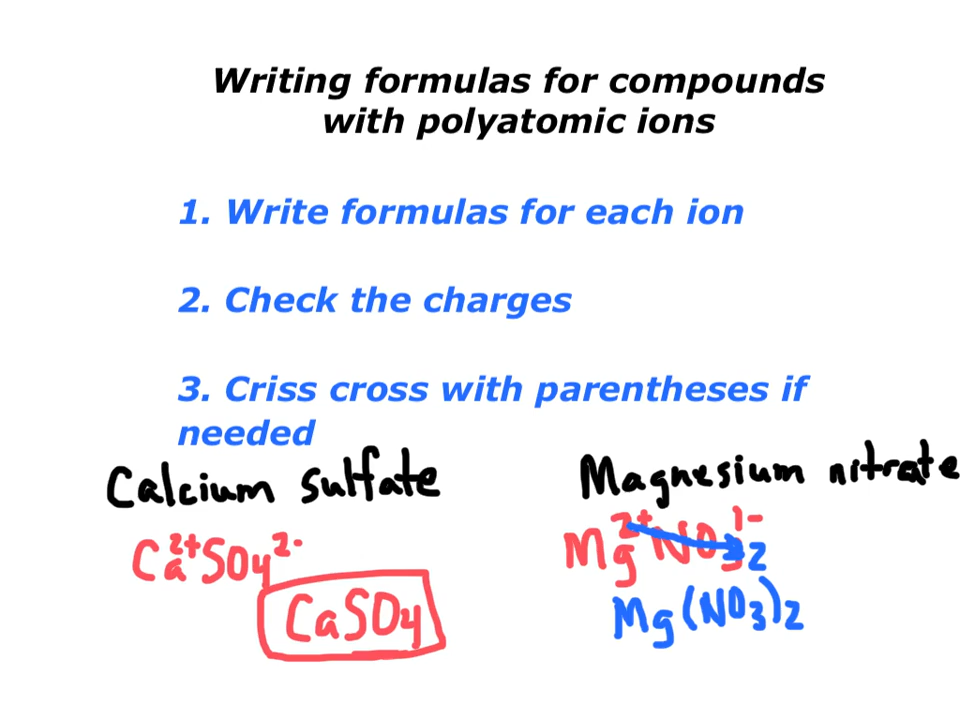 Writing formulas for compounds
with polyatomic ions
1. Write formulas for each ion
2. Check the charges
3. Criss cross with parentheses if
needed
Calcium sulfate
Magnesium nitrate
Ca²⁺SO₄²⁻
Mg²⁺NO₃¹⁻ ₂
CaSO₄
Mg(NO₃)₂